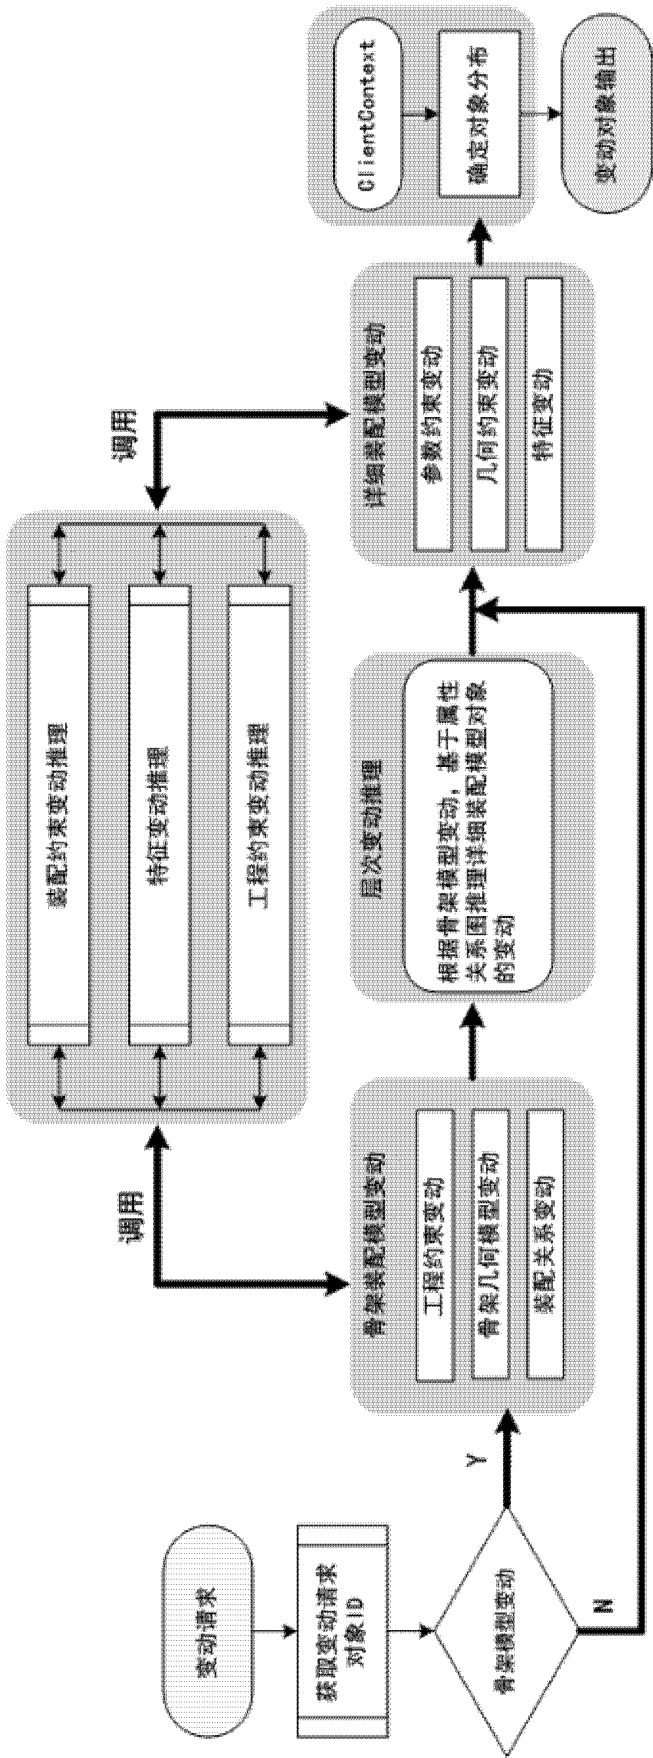 变动请求
获取变动请求
对象ID
骨架模型变动
Y
N
骨架装配模型变动
工程约束变动
骨架几何模型变动
装配关系变动
调用
装配约束变动推理
特征变动推理
工程约束变动推理
调用
层次变动推理
根据骨架模型变动，基于属性
关系图推理详细装配模型对象
的变动
详细装配模型变动
参数约束变动
几何约束变动
特征变动
ClientContext
确定对象分布
变动对象输出